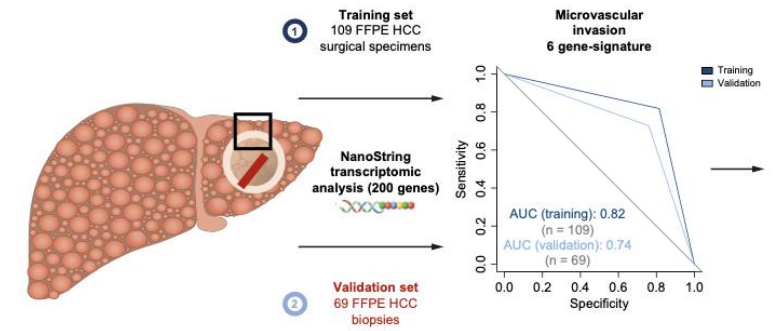 1
Training set
109 FFPE HCC
surgical specimens
NanoString
transcriptomic
analysis (200 genes)
2
Validation set
69 FFPE HCC
biopsies
Microvascular
invasion
6 gene-signature
Training
Validation
Sensitivity
1.0
0.8
0.6
0.4
0.2
0.0
AUC (training): 0.82
(n = 109)
AUC (validation): 0.74
(n = 69)
0.0 0.2 0.4 0.6 0.8 1.0
Specificity